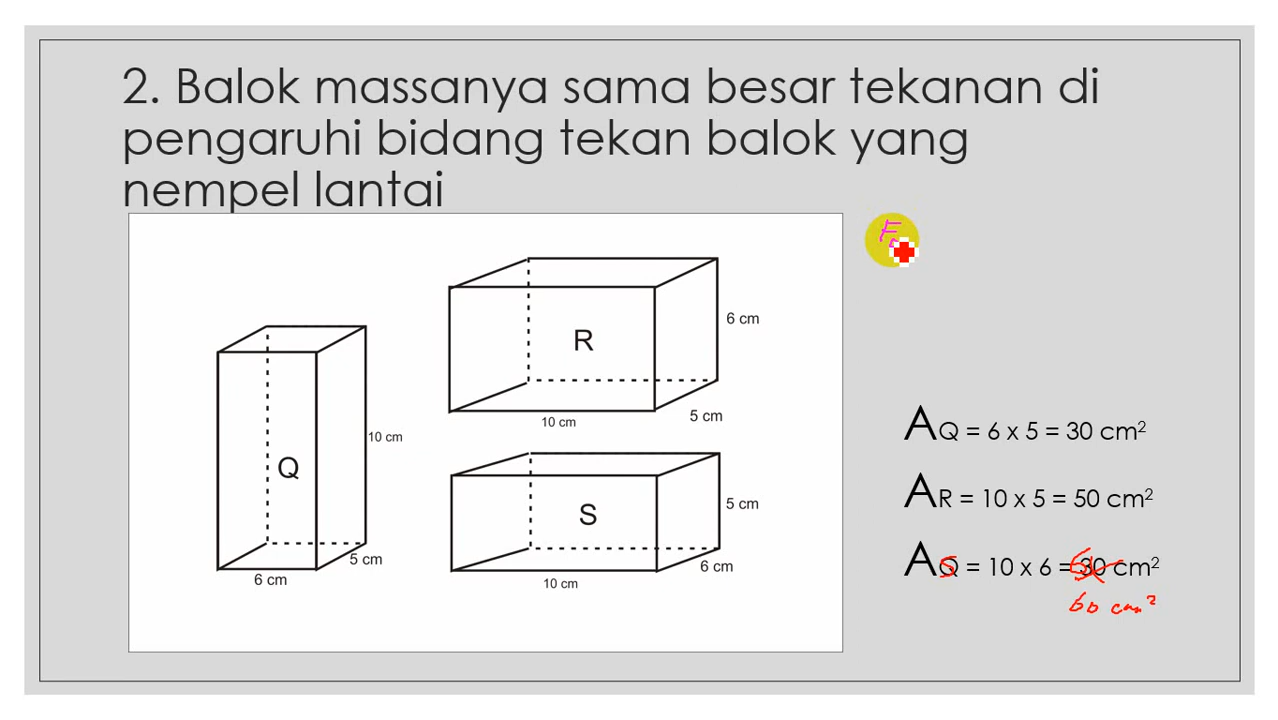 2. Balok massanya sama besar tekanan di
pengaruhi bidang tekan balok yang
nempel lantai
F
R
6 cm
10 cm
5 cm
Q
10 cm
5 cm
6 cm
S
5 cm
6 cm
10 cm
AQ = 6 x 5 = 30 cm²
AR = 10 x 5 = 50 cm²
AS = 10 x 6 = 30 cm²
60 cm²